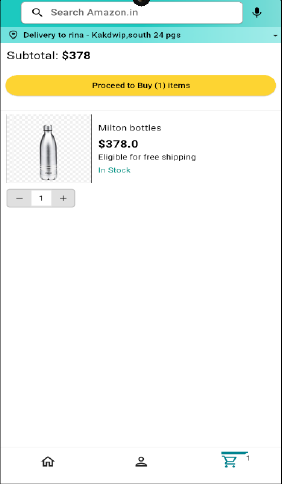 Search Amazon.in
Delivery to rina - Kakdwip,south 24 pgs
Subtotal: $378
Proceed to Buy (1) items
Milton bottles
$378.0
Eligible for free shipping
In Stock
− 1 +
1